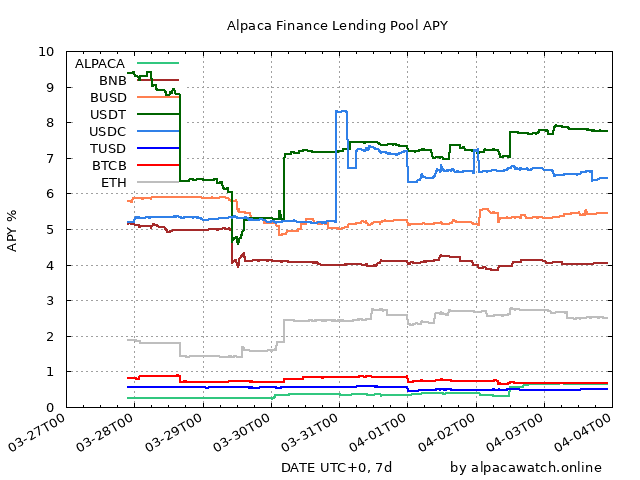 Alpaca Finance Lending Pool APY
10
9
8
7
6
5
4
3
2
1
0
APY %
ALPACA
BNB
BUSD
USDT
USDC
TUSD
BTCB
ETH
03-27T00
03-28T00
03-29T00
03-30T00
03-31T00
04-01T00
04-02T00
04-03T00
04-04T00
DATE UTC+0, 7d
by alpacawatch.online